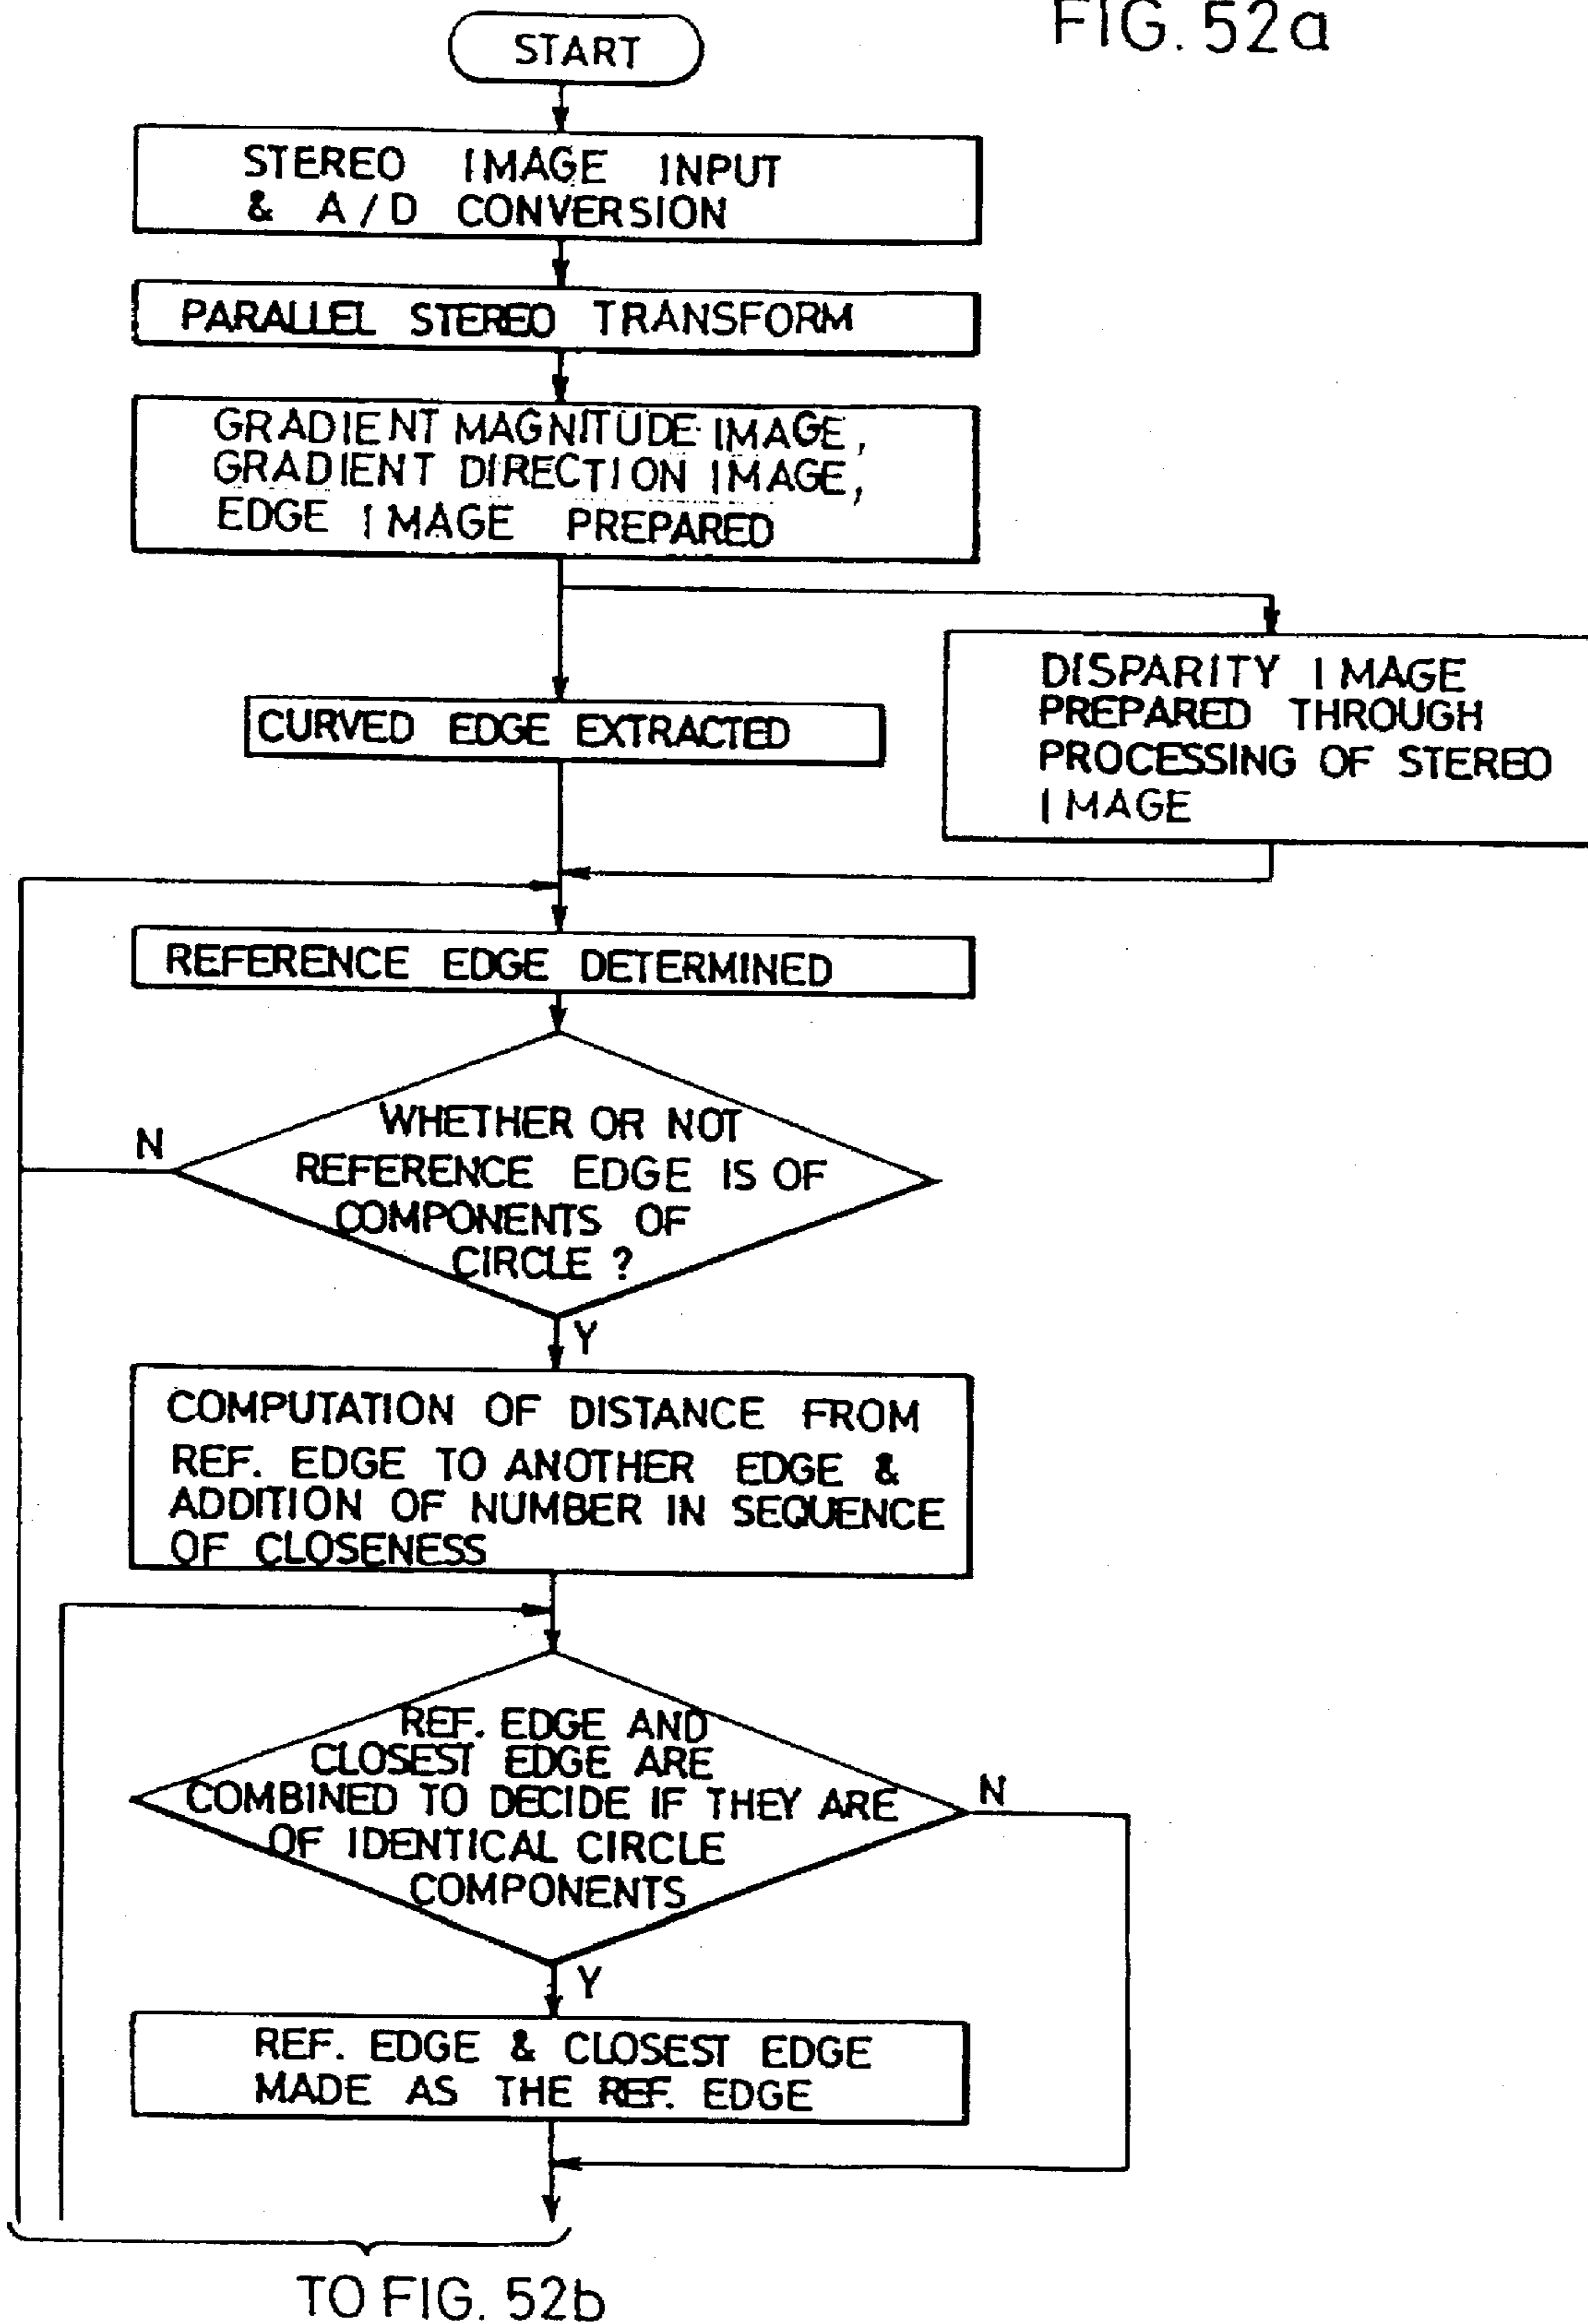 FIG. 52a
START
STEREO IMAGE INPUT
& A/D CONVERSION
PARALLEL STEREO TRANSFORM
GRADIENT MAGNITUDE IMAGE,
GRADIENT DIRECTION IMAGE,
EDGE IMAGE PREPARED
CURVED EDGE EXTRACTED
DISPARITY IMAGE
PREPARED THROUGH
PROCESSING OF STEREO
IMAGE
REFERENCE EDGE DETERMINED
WHETHER OR NOT
REFERENCE EDGE IS OF
COMPONENTS OF
CIRCLE ?
N
Y
COMPUTATION OF DISTANCE FROM
REF. EDGE TO ANOTHER EDGE &
ADDITION OF NUMBER IN SEQUENCE
OF CLOSENESS
REF. EDGE AND
CLOSEST EDGE ARE
COMBINED TO DECIDE IF THEY ARE
OF IDENTICAL CIRCLE
COMPONENTS
N
Y
REF. EDGE & CLOSEST EDGE
MADE AS THE REF. EDGE
TO FIG. 52b